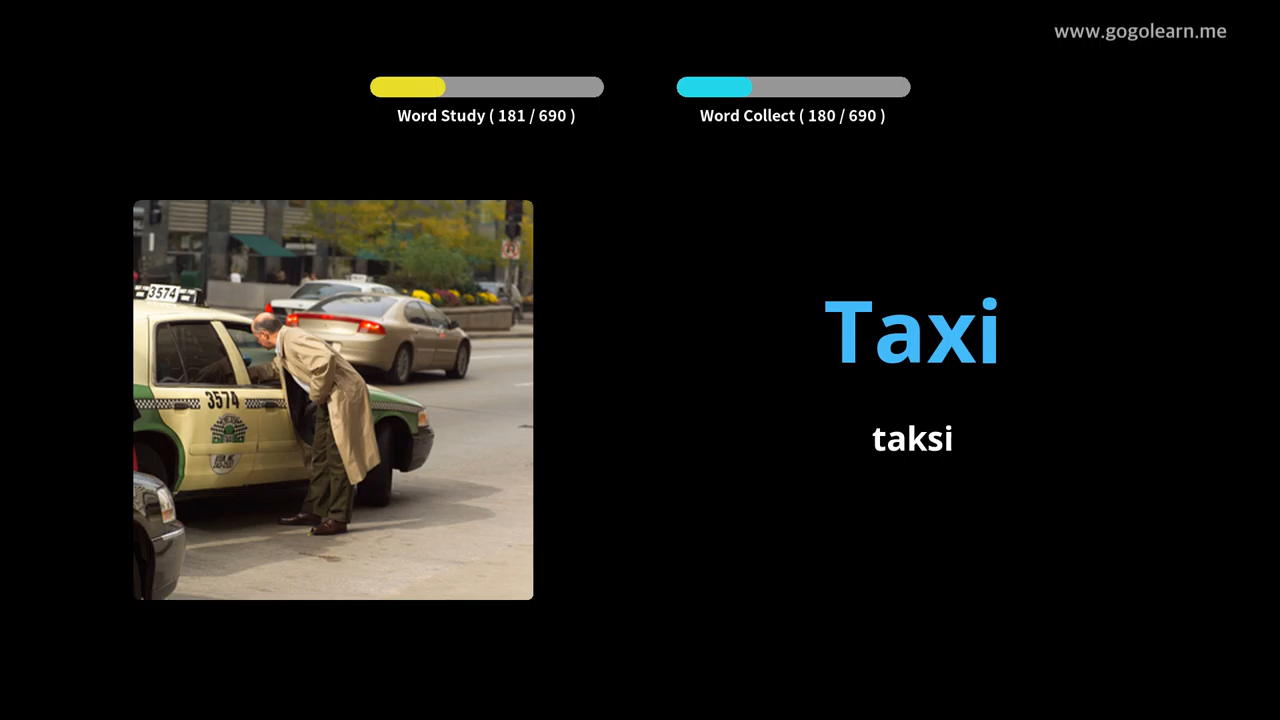 www.gogolearn.me
Word Study ( 181 / 690 )
Word Collect ( 180 / 690 )
3574
3574
Taxi
taksi